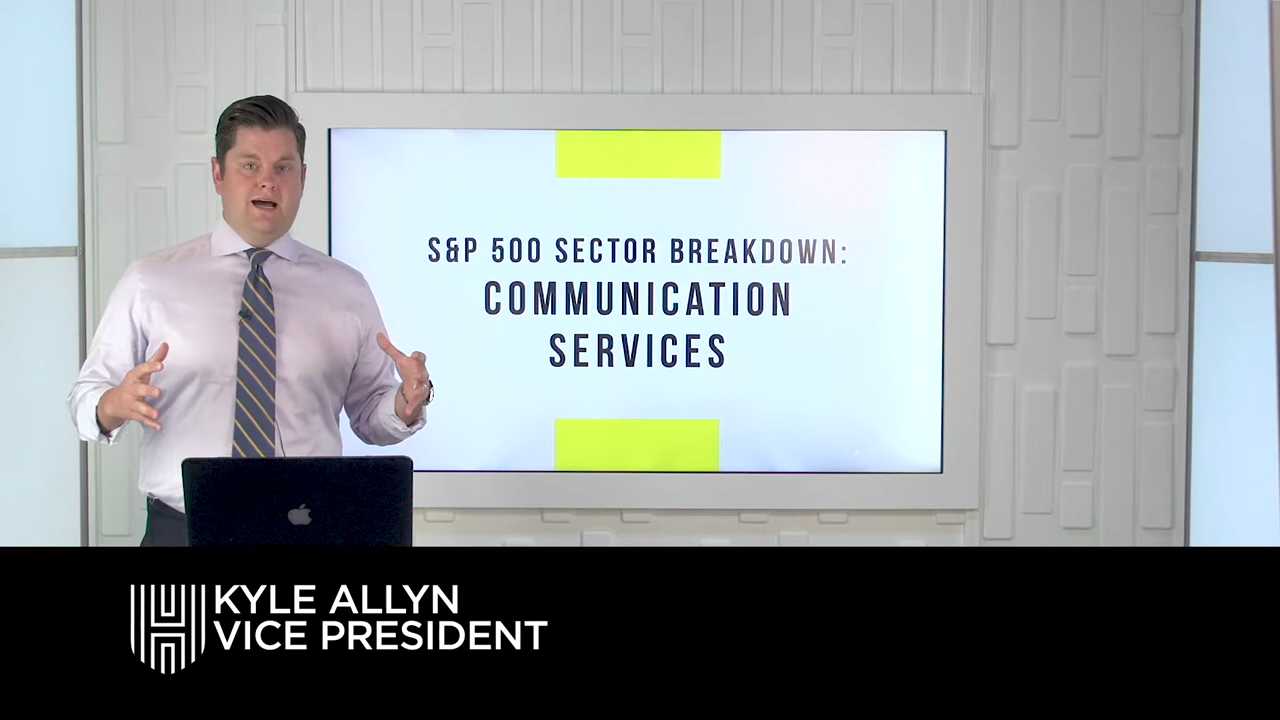 S&P 500 SECTOR BREAKDOWN:
COMMUNICATION
SERVICES
KYLE ALLYN
VICE PRESIDENT